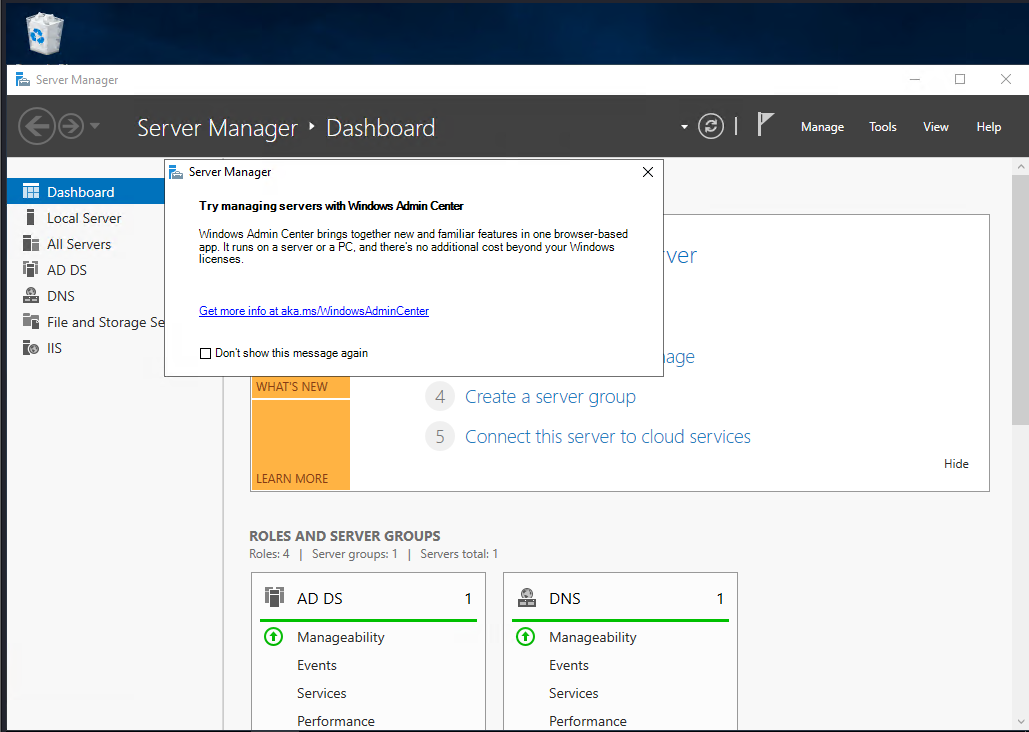 Server Manager
Server Manager ‣ Dashboard
Manage Tools View Help
Dashboard
Local Server
All Servers
AD DS
DNS
File and Storage Se
IIS
Server Manager
Try managing servers with Windows Admin Center
Windows Admin Center brings together new and familiar features in one browser-based
app. It runs on a server or a PC, and there's no additional cost beyond your Windows
licenses.
Get more info at aka.ms/WindowsAdminCenter
Don't show this message again
WHAT'S NEW
4 Create a server group
5 Connect this server to cloud services
LEARN MORE
Hide
ROLES AND SERVER GROUPS
Roles: 4 | Server groups: 1 | Servers total: 1
AD DS 1
Manageability
Events
Services
Performance
DNS 1
Manageability
Events
Services
Performance